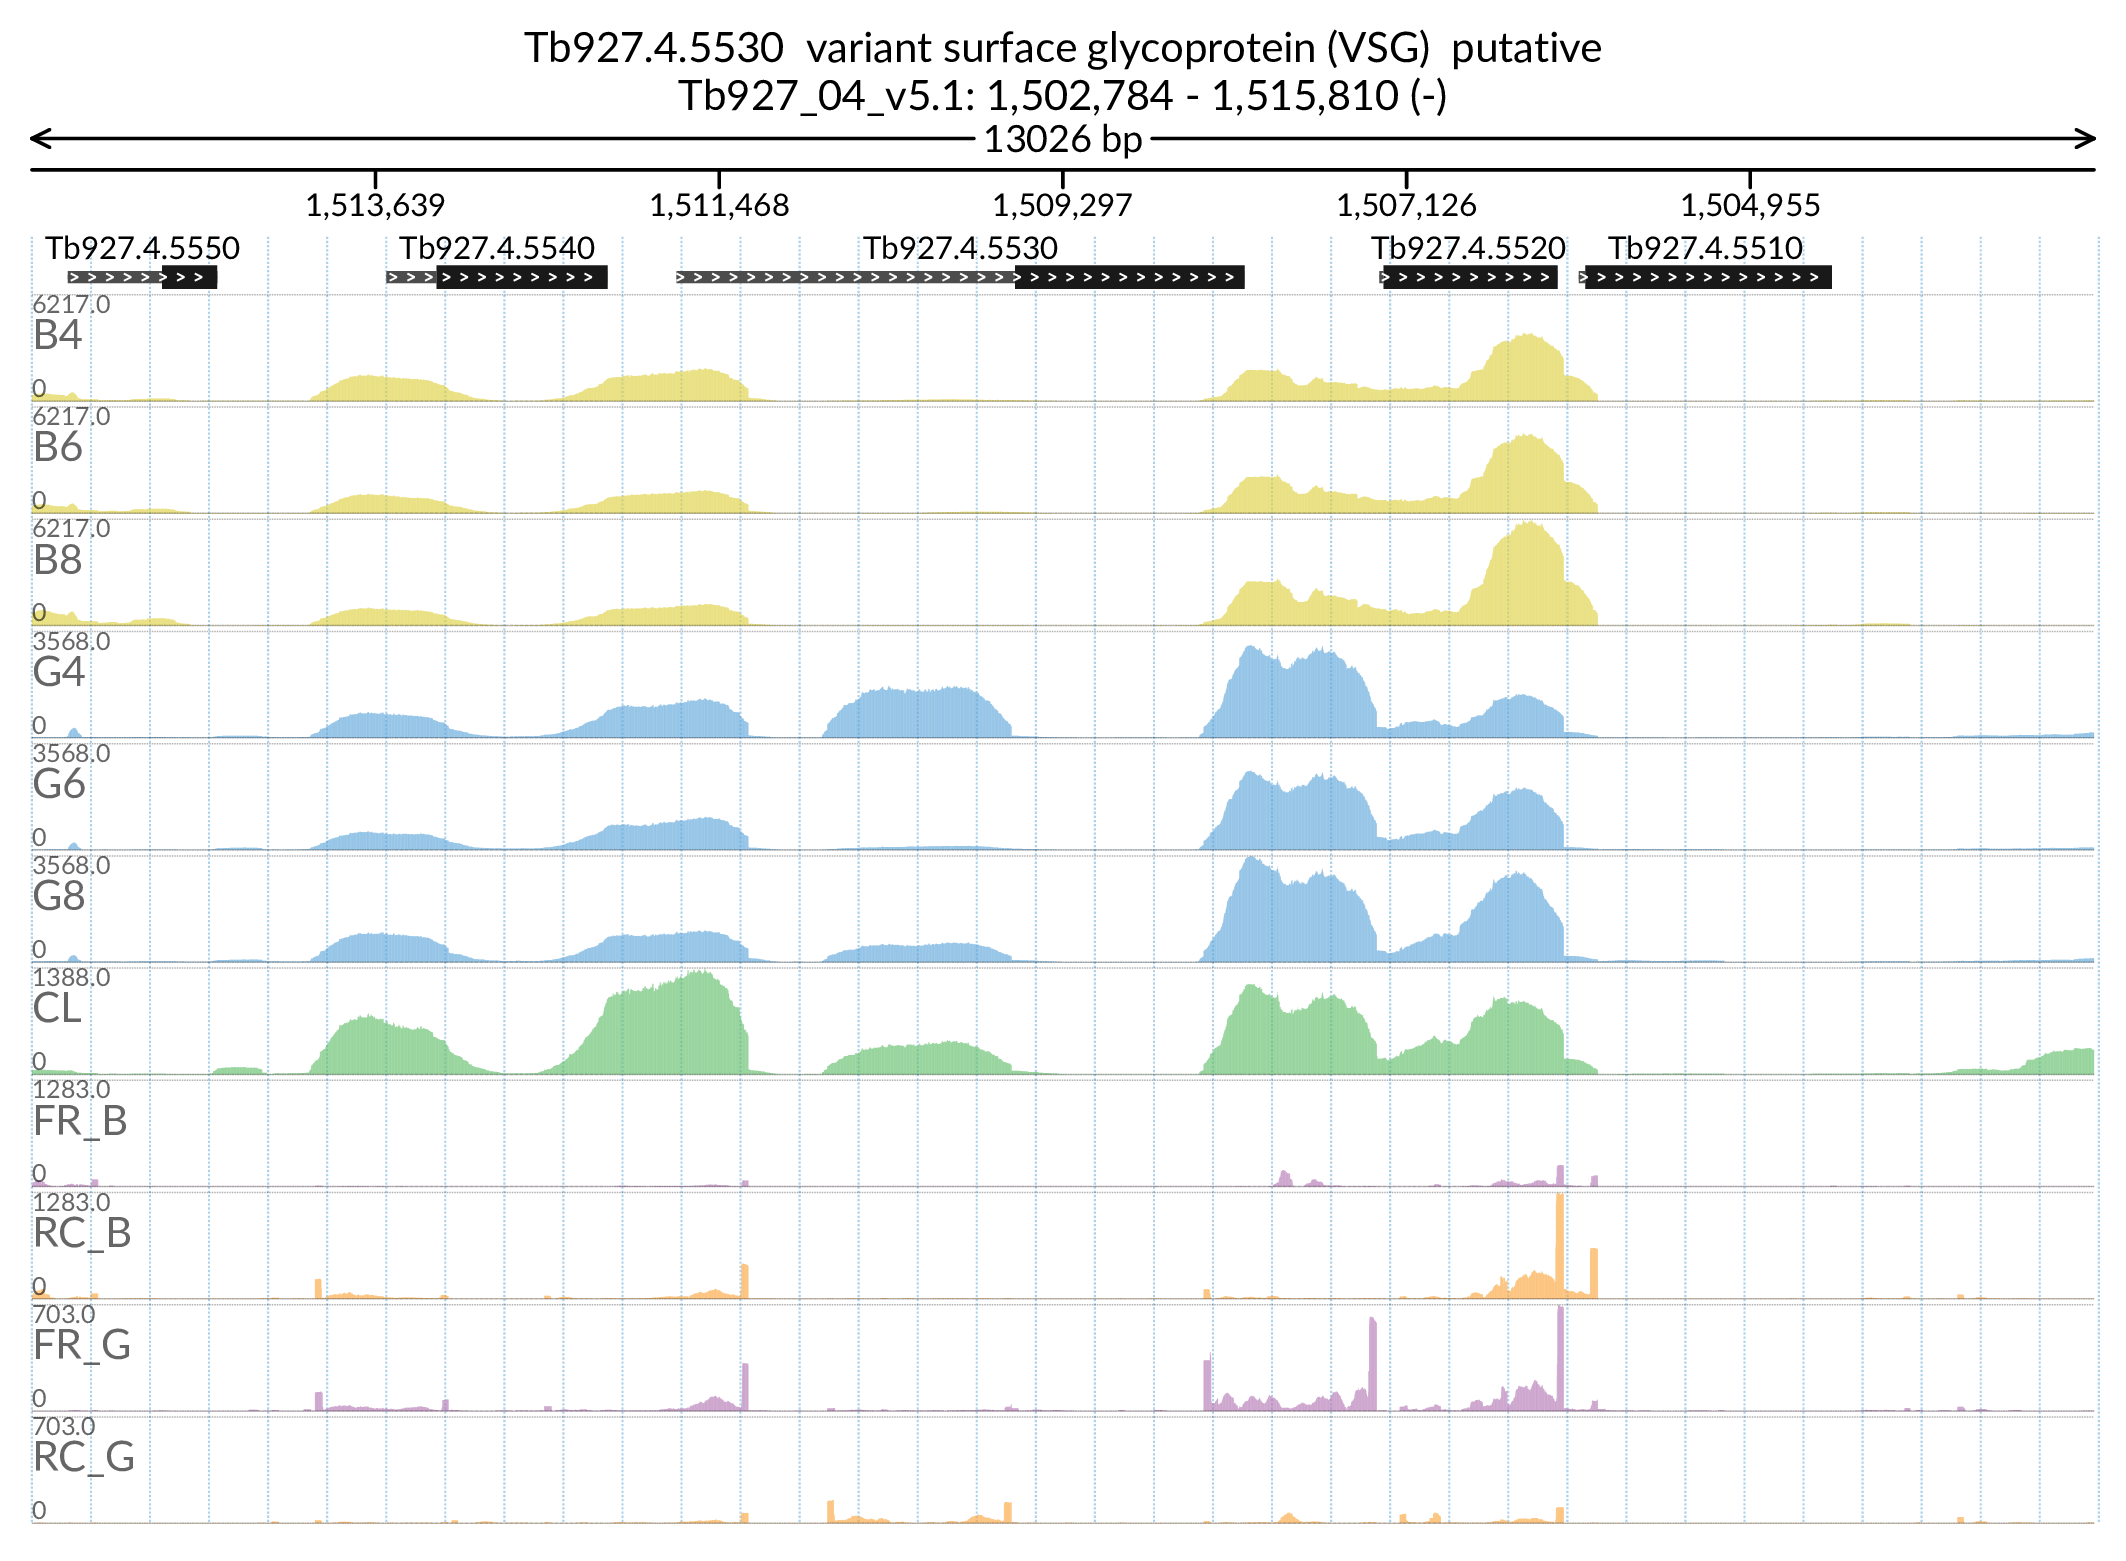 Tb927.4.5530  variant surface glycoprotein (VSG)  putative
Tb927_04_v5.1: 1,502,784 - 1,515,810 (-)
13026 bp
1,513,639 1,511,468 1,509,297 1,507,126 1,504,955
Tb927.4.5550 Tb927.4.5540 Tb927.4.5530 Tb927.4.5520 Tb927.4.5510
6217.0
B4
0
6217.0
B6
0
6217.0
B8
0
3568.0
G4
0
3568.0
G6
0
3568.0
G8
0
1388.0
CL
0
1283.0
FR_B
0
1283.0
RC_B
0
703.0
FR_G
0
703.0
RC_G
0